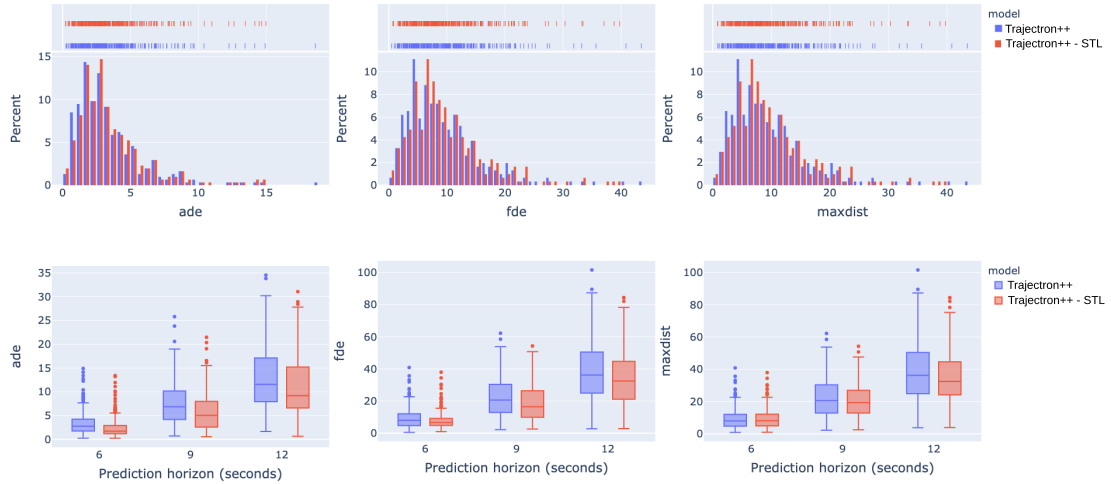 model
Trajectron++
Trajectron++ - STL
Percent
15
10
5
0
0 5 10 15
ade
Percent
10
8
6
4
2
0
0 10 20 30 40
fde
Percent
10
8
6
4
2
0
0 10 20 30 40
maxdist
model
Trajectron++
Trajectron++ - STL
ade
35
30
25
20
15
10
5
0
6 9 12
Prediction horizon (seconds)
fde
100
80
60
40
20
0
6 9 12
Prediction horizon (seconds)
maxdist
100
80
60
40
20
0
6 9 12
Prediction horizon (seconds)